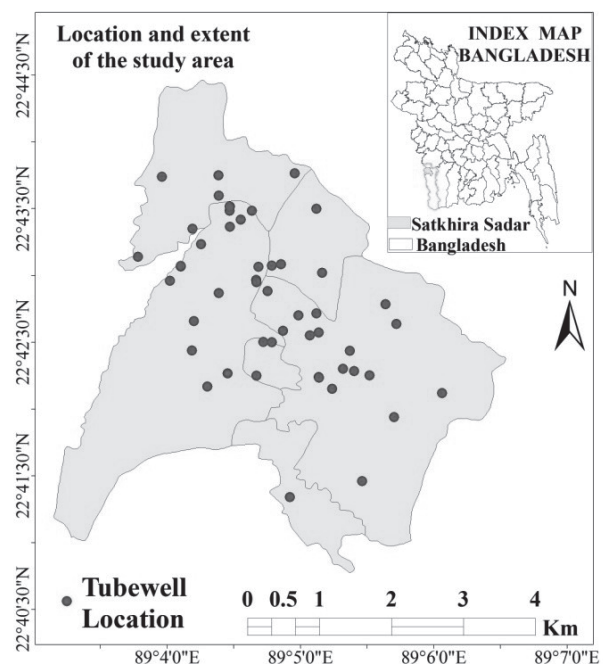 Location and extent
of the study area
INDEX MAP
BANGLADESH
Satkhira Sadar
Bangladesh
N
22°44'30"N
22°43'30"N
22°42'30"N
22°41'30"N
22°40'30"N
Tubewell
Location
0 0.5 1 2 3 4
Km
89°4'0"E 89°5'0"E 89°6'0"E 89°7'0"E